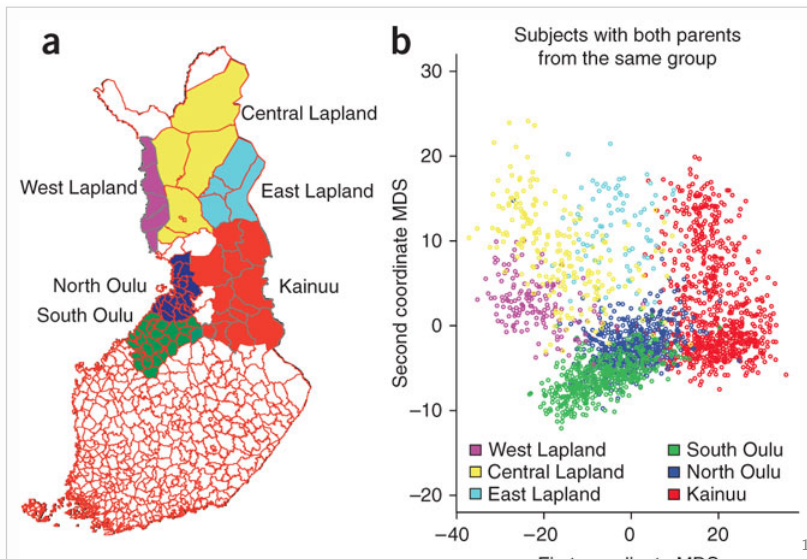 a
Central Lapland
West Lapland
East Lapland
North Oulu
South Oulu
Kainuu
b
Subjects with both parents
from the same group
Second coordinate MDS
30
20
10
0
−10
−20
West Lapland
Central Lapland
East Lapland
South Oulu
North Oulu
Kainuu
−40
−20
0
20
1